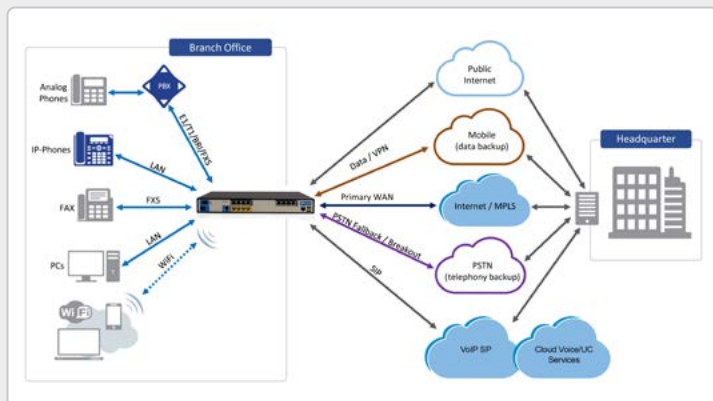 Branch Office
Analog
Phones
PBX
E1/T1/BRI/FXS
IP-Phones
LAN
FAX
FXS
PCs
LAN
WiFi
Wi Fi
Public
Internet
Data / VPN
Mobile
(data backup)
Primary WAN
Internet / MPLS
PSTN Fallback / Breakout
PSTN
(telephony backup)
SIP
VoIP SIP
Cloud Voice/UC
Services
Headquarter